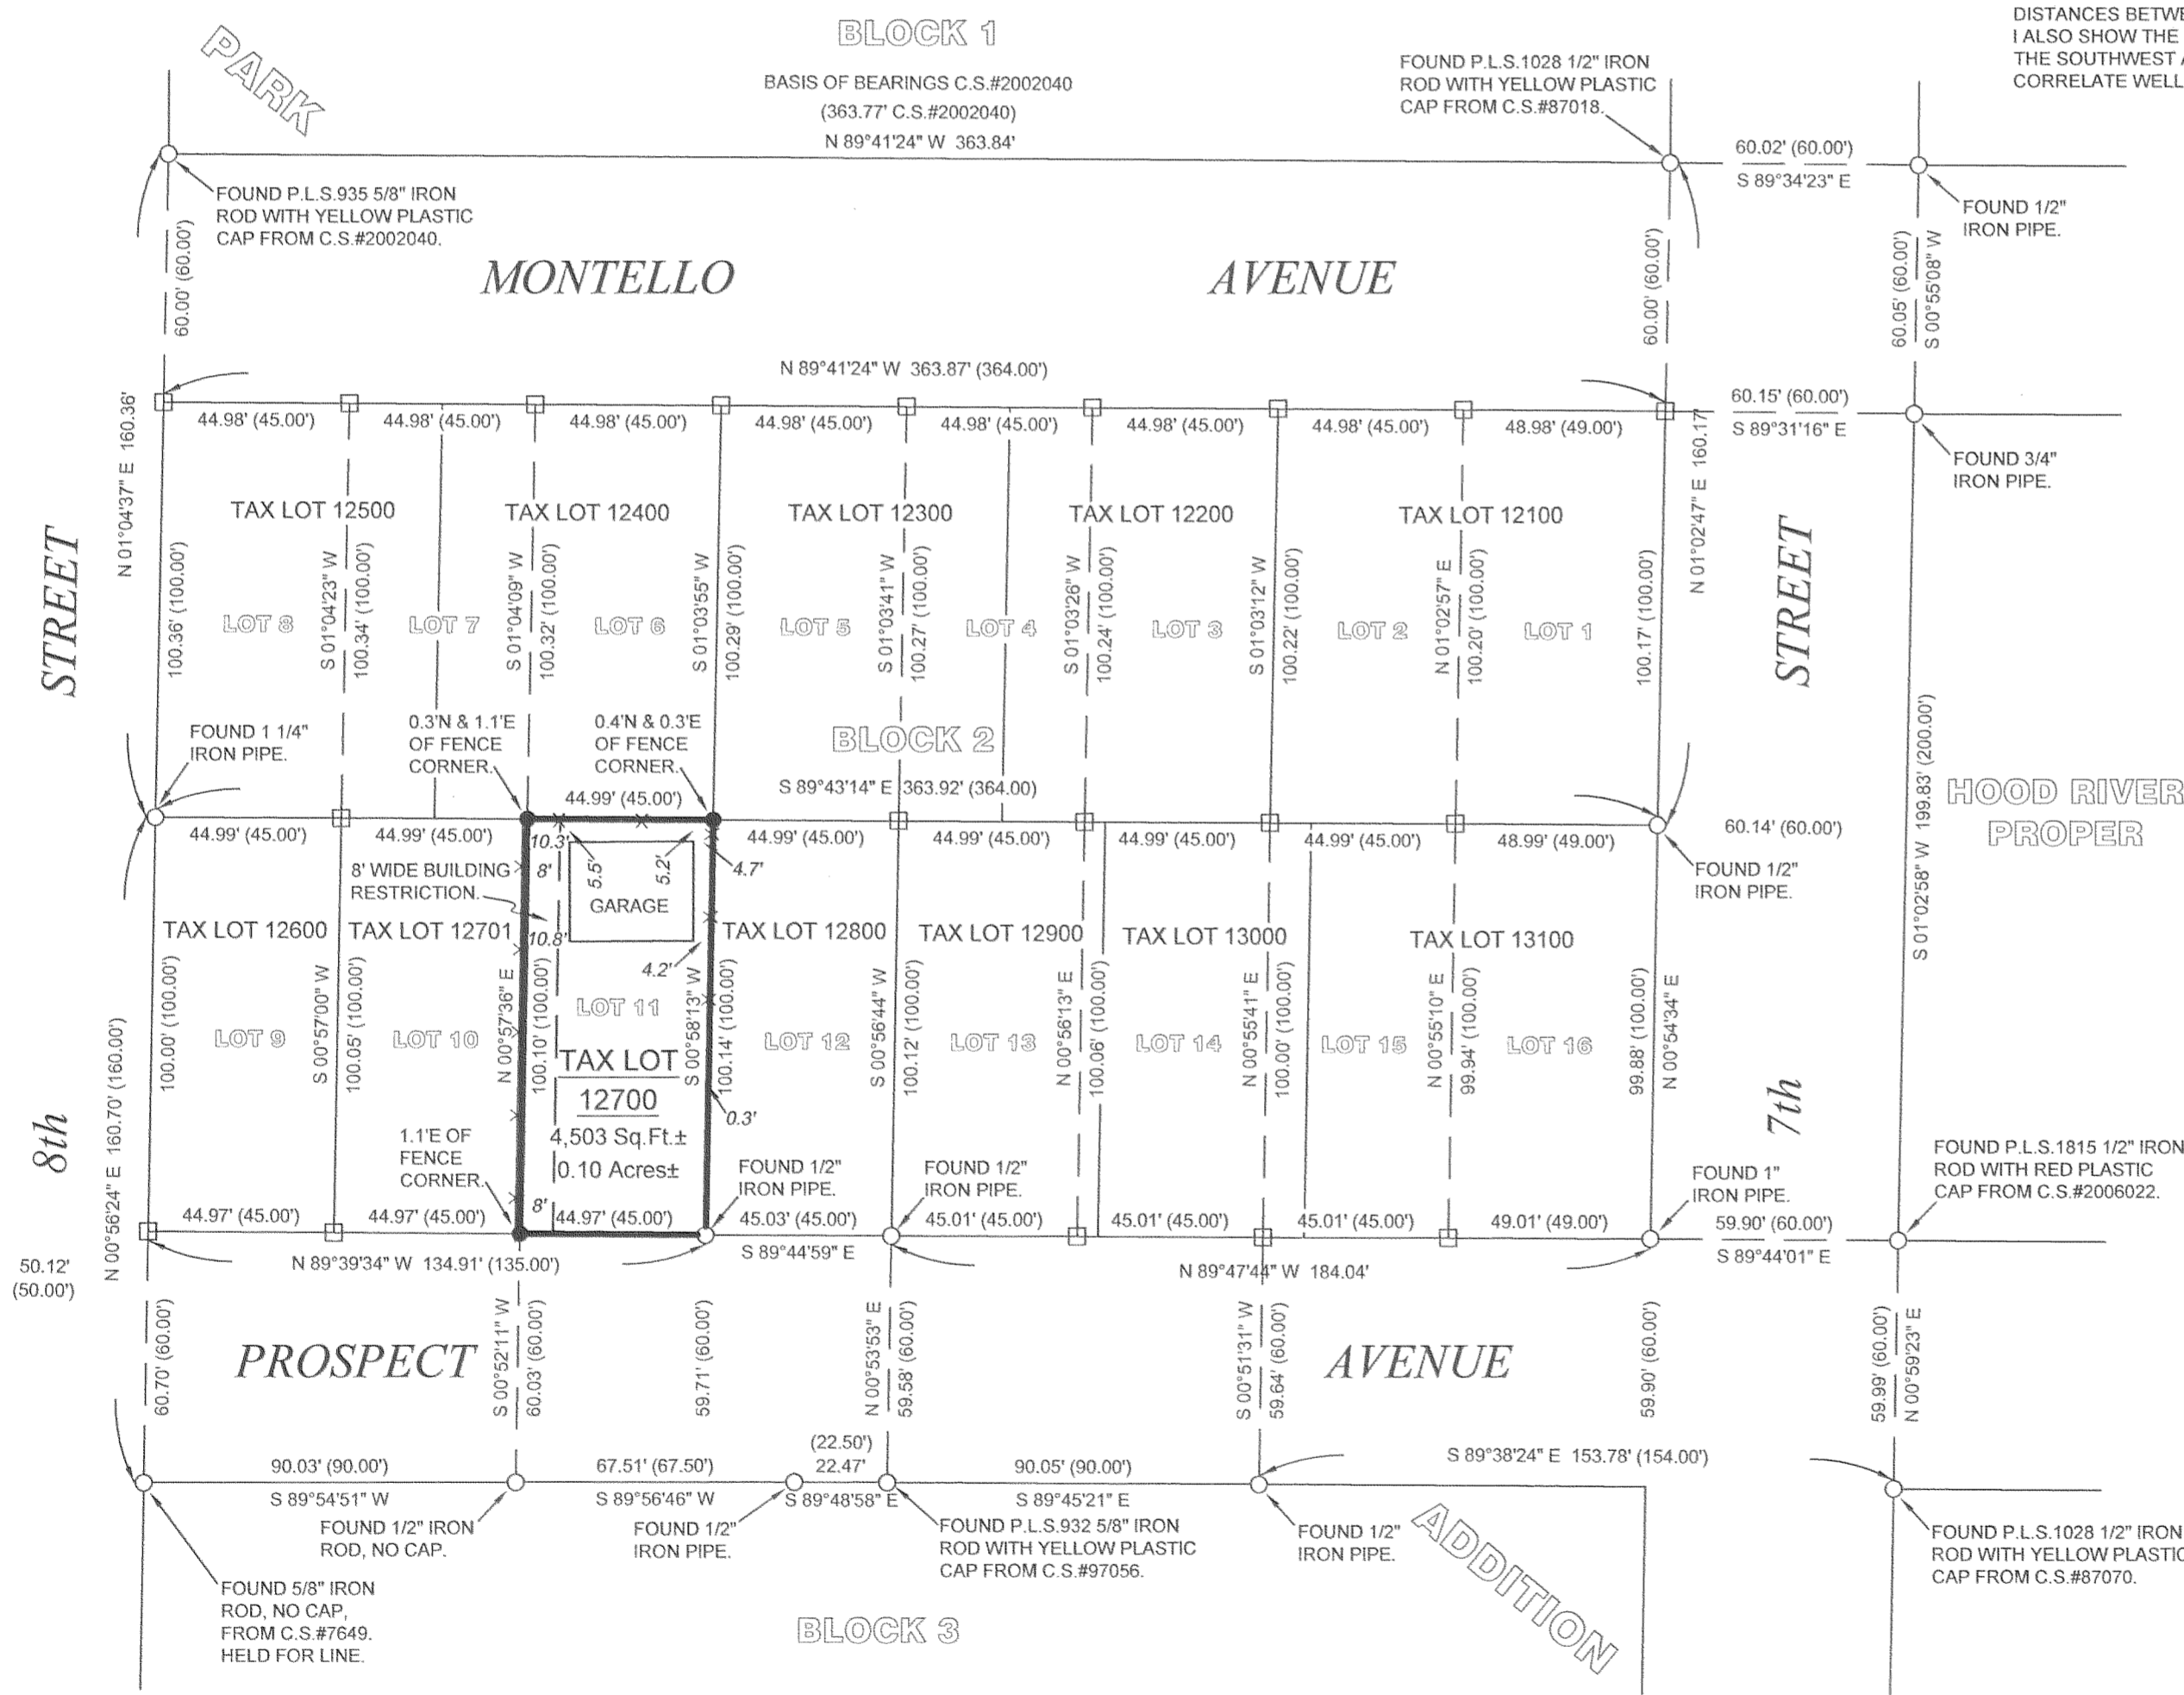 DISTANCES BETWE
I ALSO SHOW THE
THE SOUTHWEST A
CORRELATE WELL
PARK
BLOCK 1
BASIS OF BEARINGS C.S.#2002040
(363.77' C.S.#2002040)
N 89°41'24" W 363.84'
FOUND P.L.S.1028 1/2" IRON
ROD WITH YELLOW PLASTIC
CAP FROM C.S.#87018.
60.02' (60.00')
S 89°34'23" E
FOUND P.L.S.935 5/8" IRON
ROD WITH YELLOW PLASTIC
CAP FROM C.S.#2002040.
FOUND 1/2"
IRON PIPE.
60.00' (60.00')
MONTELLO
AVENUE
60.00' (60.00')
60.05' (60.00')
S 00°55'08" W
N 89°41'24" W 363.87' (364.00')
44.98' (45.00')
44.98' (45.00')
44.98' (45.00')
44.98' (45.00')
44.98' (45.00')
44.98' (45.00')
44.98' (45.00')
48.98' (49.00')
60.15' (60.00')
S 89°31'16" E
FOUND 3/4"
IRON PIPE.
N 01°04'37" E 160.36'
N 01°02'47" E 160.17'
TAX LOT 12500
TAX LOT 12400
TAX LOT 12300
TAX LOT 12200
TAX LOT 12100
STREET
STREET
100.36' (100.00')
S 01°04'23" W
100.34' (100.00')
S 01°04'09" W
100.32' (100.00')
S 01°03'55" W
100.29' (100.00')
S 01°03'41" W
100.27' (100.00')
S 01°03'26" W
100.24' (100.00')
S 01°03'12" W
100.22' (100.00')
N 01°02'57" E
100.20' (100.00')
100.17' (100.00')
LOT 8
LOT 7
LOT 6
LOT 5
LOT 4
LOT 3
LOT 2
LOT 1
FOUND 1 1/4"
IRON PIPE.
0.3'N & 1.1'E
OF FENCE
CORNER.
0.4'N & 0.3'E
OF FENCE
CORNER.
BLOCK 2
S 89°43'14" E 363.92' (364.00')
44.99' (45.00')
44.99' (45.00')
44.99' (45.00')
44.99' (45.00')
44.99' (45.00')
44.99' (45.00')
44.99' (45.00')
48.99' (49.00')
60.14' (60.00')
FOUND 1/2"
IRON PIPE.
S 01°02'58" W 199.83' (200.00')
HOOD RIVER
PROPER
8' WIDE BUILDING
RESTRICTION.
10.3'
8'
5.5'
5.2'
4.7'
GARAGE
10.8'
4.2'
TAX LOT 12600
TAX LOT 12701
TAX LOT 12800
TAX LOT 12900
TAX LOT 13000
TAX LOT 13100
100.00' (100.00')
S 00°57'00" W
100.05' (100.00')
N 00°57'36" E
100.10' (100.00')
S 00°58'13" W
100.14' (100.00')
S 00°56'44" W
100.12' (100.00')
N 00°56'13" E
100.06' (100.00')
N 00°55'41" E
100.00' (100.00')
N 00°55'10" E
99.94' (100.00')
99.88' (100.00')
N 00°54'34" E
LOT 9
LOT 10
LOT 11
LOT 12
LOT 13
LOT 14
LOT 15
LOT 16
TAX LOT
12700
4,503 Sq.Ft.±
0.10 Acres±
0.3'
8'
8th
7th
N 00°56'24" E 160.70' (160.00')
1.1'E OF
FENCE
CORNER.
FOUND 1/2"
IRON PIPE.
FOUND 1/2"
IRON PIPE.
FOUND 1"
IRON PIPE.
FOUND P.L.S.1815 1/2" IRON
ROD WITH RED PLASTIC
CAP FROM C.S.#2006022.
44.97' (45.00')
44.97' (45.00')
44.97' (45.00')
45.03' (45.00')
45.01' (45.00')
45.01' (45.00')
45.01' (45.00')
49.01' (49.00')
59.90' (60.00')
S 89°44'01" E
50.12'
(50.00')
N 89°39'34" W 134.91' (135.00')
S 89°44'59" E
N 89°47'44" W 184.04'
PROSPECT
AVENUE
60.70' (60.00')
S 00°52'11" W
60.03' (60.00')
59.71' (60.00')
N 00°53'53" E
59.58' (60.00')
S 00°51'31" W
59.64' (60.00')
59.90' (60.00')
59.99' (60.00')
N 00°59'23" E
90.03' (90.00')
S 89°54'51" W
67.51' (67.50')
S 89°56'46" W
(22.50')
22.47'
S 89°48'58" E
90.05' (90.00')
S 89°45'21" E
S 89°38'24" E 153.78' (154.00')
FOUND 1/2" IRON
ROD, NO CAP.
FOUND 1/2"
IRON PIPE.
FOUND P.L.S.932 5/8" IRON
ROD WITH YELLOW PLASTIC
CAP FROM C.S.#97056.
FOUND 1/2"
IRON PIPE.
ADDITION
FOUND P.L.S.1028 1/2" IRON
ROD WITH YELLOW PLASTIC
CAP FROM C.S.#87070.
FOUND 5/8" IRON
ROD, NO CAP,
FROM C.S.#7649.
HELD FOR LINE.
BLOCK 3